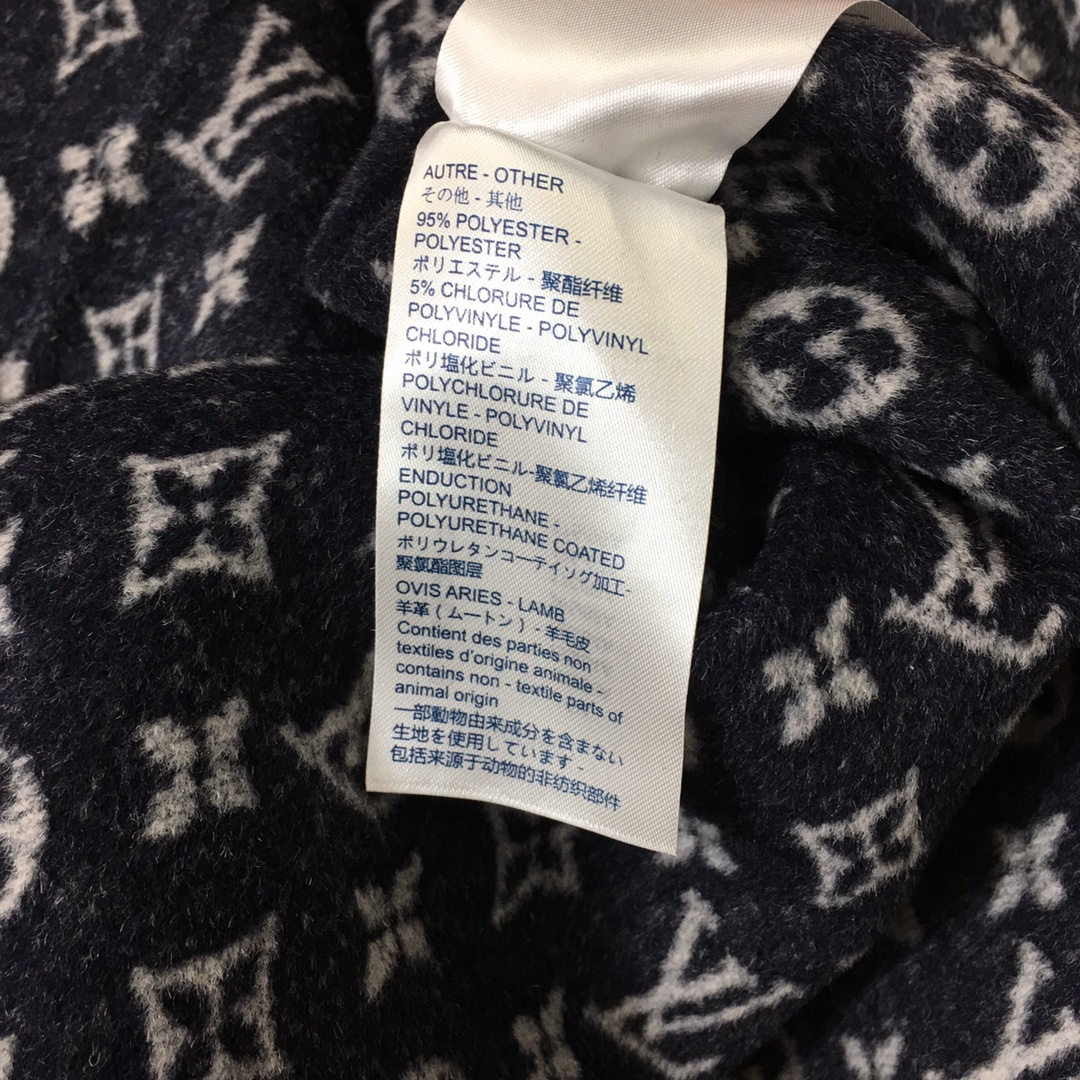 AUTRE - OTHER
その他 - 其他
95% POLYESTER -
POLYESTER
ポリエステル - 聚酯纤维
5% CHLORURE DE
POLYVINYLE - POLYVINYL
CHLORIDE
ポリ塩化ビニル - 聚氯乙烯
POLYCHLORURE DE
VINYLE - POLYVINYL
CHLORIDE
ポリ塩化ビニル-聚氯乙烯纤维
ENDUCTION
POLYURETHANE -
POLYURETHANE COATED
ポリウレタンコーテイソグ加工-
聚氯酯图层
OVIS ARIES - LAMB
羊革 ( ムートン ) - 羊毛皮
Contient des parties non
textiles d'origine animale -
contains non - textile parts of
animal origin
一部動物由来成分を含まない
生地を使用しています -
包括来源于动物的非纺织部件